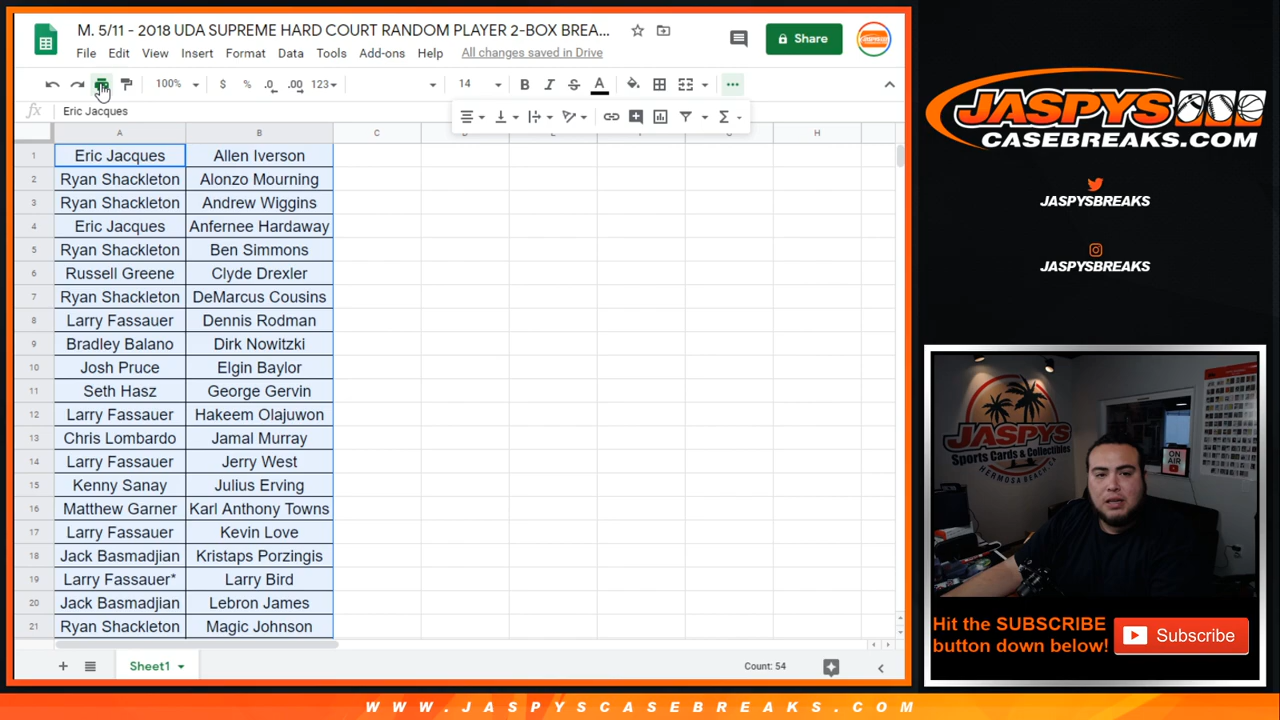 M. 5/11 - 2018 UDA SUPREME HARD COURT RANDOM PLAYER 2-BOX BREA...
File Edit View Insert Format Data Tools Add-ons Help All changes saved in Drive
Share
100% $ % .0 .00 123 14 B I S A
fx Eric Jacques
A B C H
1 Eric Jacques Allen Iverson
2 Ryan Shackleton Alonzo Mourning
3 Ryan Shackleton Andrew Wiggins
4 Eric Jacques Anfernee Hardaway
5 Ryan Shackleton Ben Simmons
6 Russell Greene Clyde Drexler
7 Ryan Shackleton DeMarcus Cousins
8 Larry Fassauer Dennis Rodman
9 Bradley Balano Dirk Nowitzki
10 Josh Pruce Elgin Baylor
11 Seth Hasz George Gervin
12 Larry Fassauer Hakeem Olajuwon
13 Chris Lombardo Jamal Murray
14 Larry Fassauer Jerry West
15 Kenny Sanay Julius Erving
16 Matthew Garner Karl Anthony Towns
17 Larry Fassauer Kevin Love
18 Jack Basmadjian Kristaps Porzingis
19 Larry Fassauer* Larry Bird
20 Jack Basmadjian Lebron James
21 Ryan Shackleton Magic Johnson
Sheet1
Count: 54
JASPYS
CASEBREAKS.COM
JASPYSBREAKS
JASPYSBREAKS
JASPYS
Sports Cards & Collectibles
HERMOSA BEACH, CA
ON AIR
Hit the SUBSCRIBE
button down below!
Subscribe
WWW.JASPYSCASEBREAKS.COM